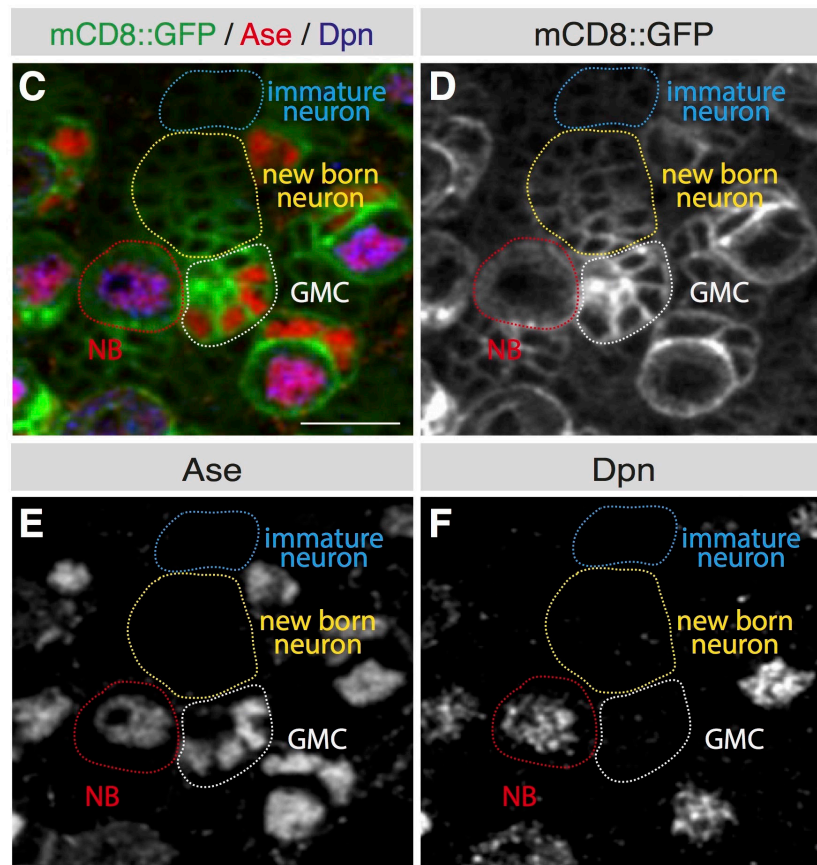 mCD8::GFP / Ase / Dpn
mCD8::GFP
C
immature
neuron
new born
neuron
GMC
NB
D
immature
neuron
new born
neuron
GMC
NB
Ase
Dpn
E
immature
neuron
new born
neuron
GMC
NB
F
immature
neuron
new born
neuron
GMC
NB